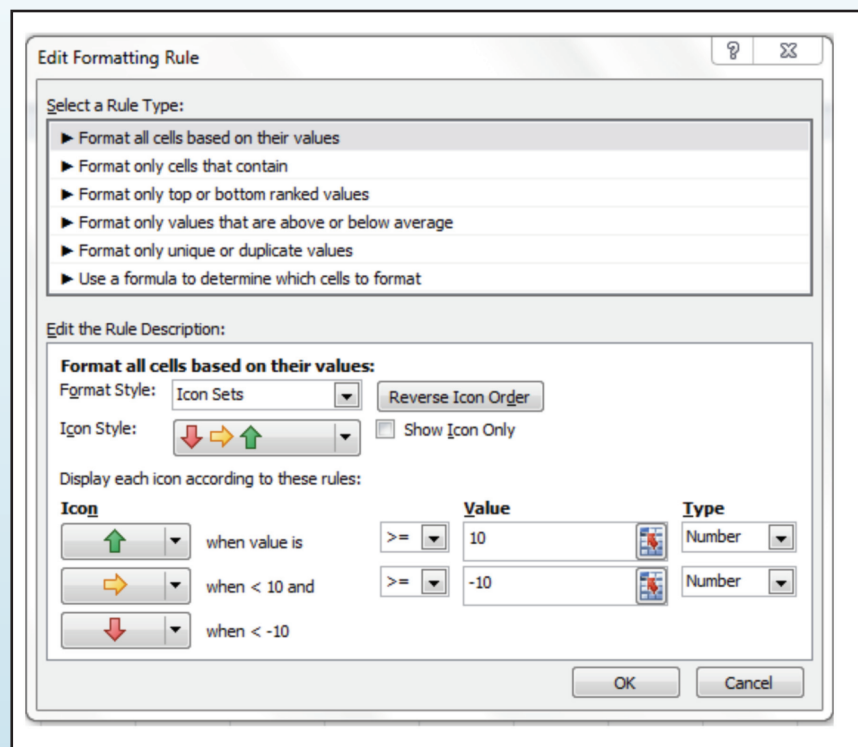 Edit Formatting Rule
Select a Rule Type:
► Format all cells based on their values
► Format only cells that contain
► Format only top or bottom ranked values
► Format only values that are above or below average
► Format only unique or duplicate values
► Use a formula to determine which cells to format
Edit the Rule Description:
Format all cells based on their values:
Format Style: Icon Sets Reverse Icon Order
Icon Style: Show Icon Only
Display each icon according to these rules:
Icon Value Type
when value is >= 10 Number
when < 10 and >= -10 Number
when < -10
OK Cancel